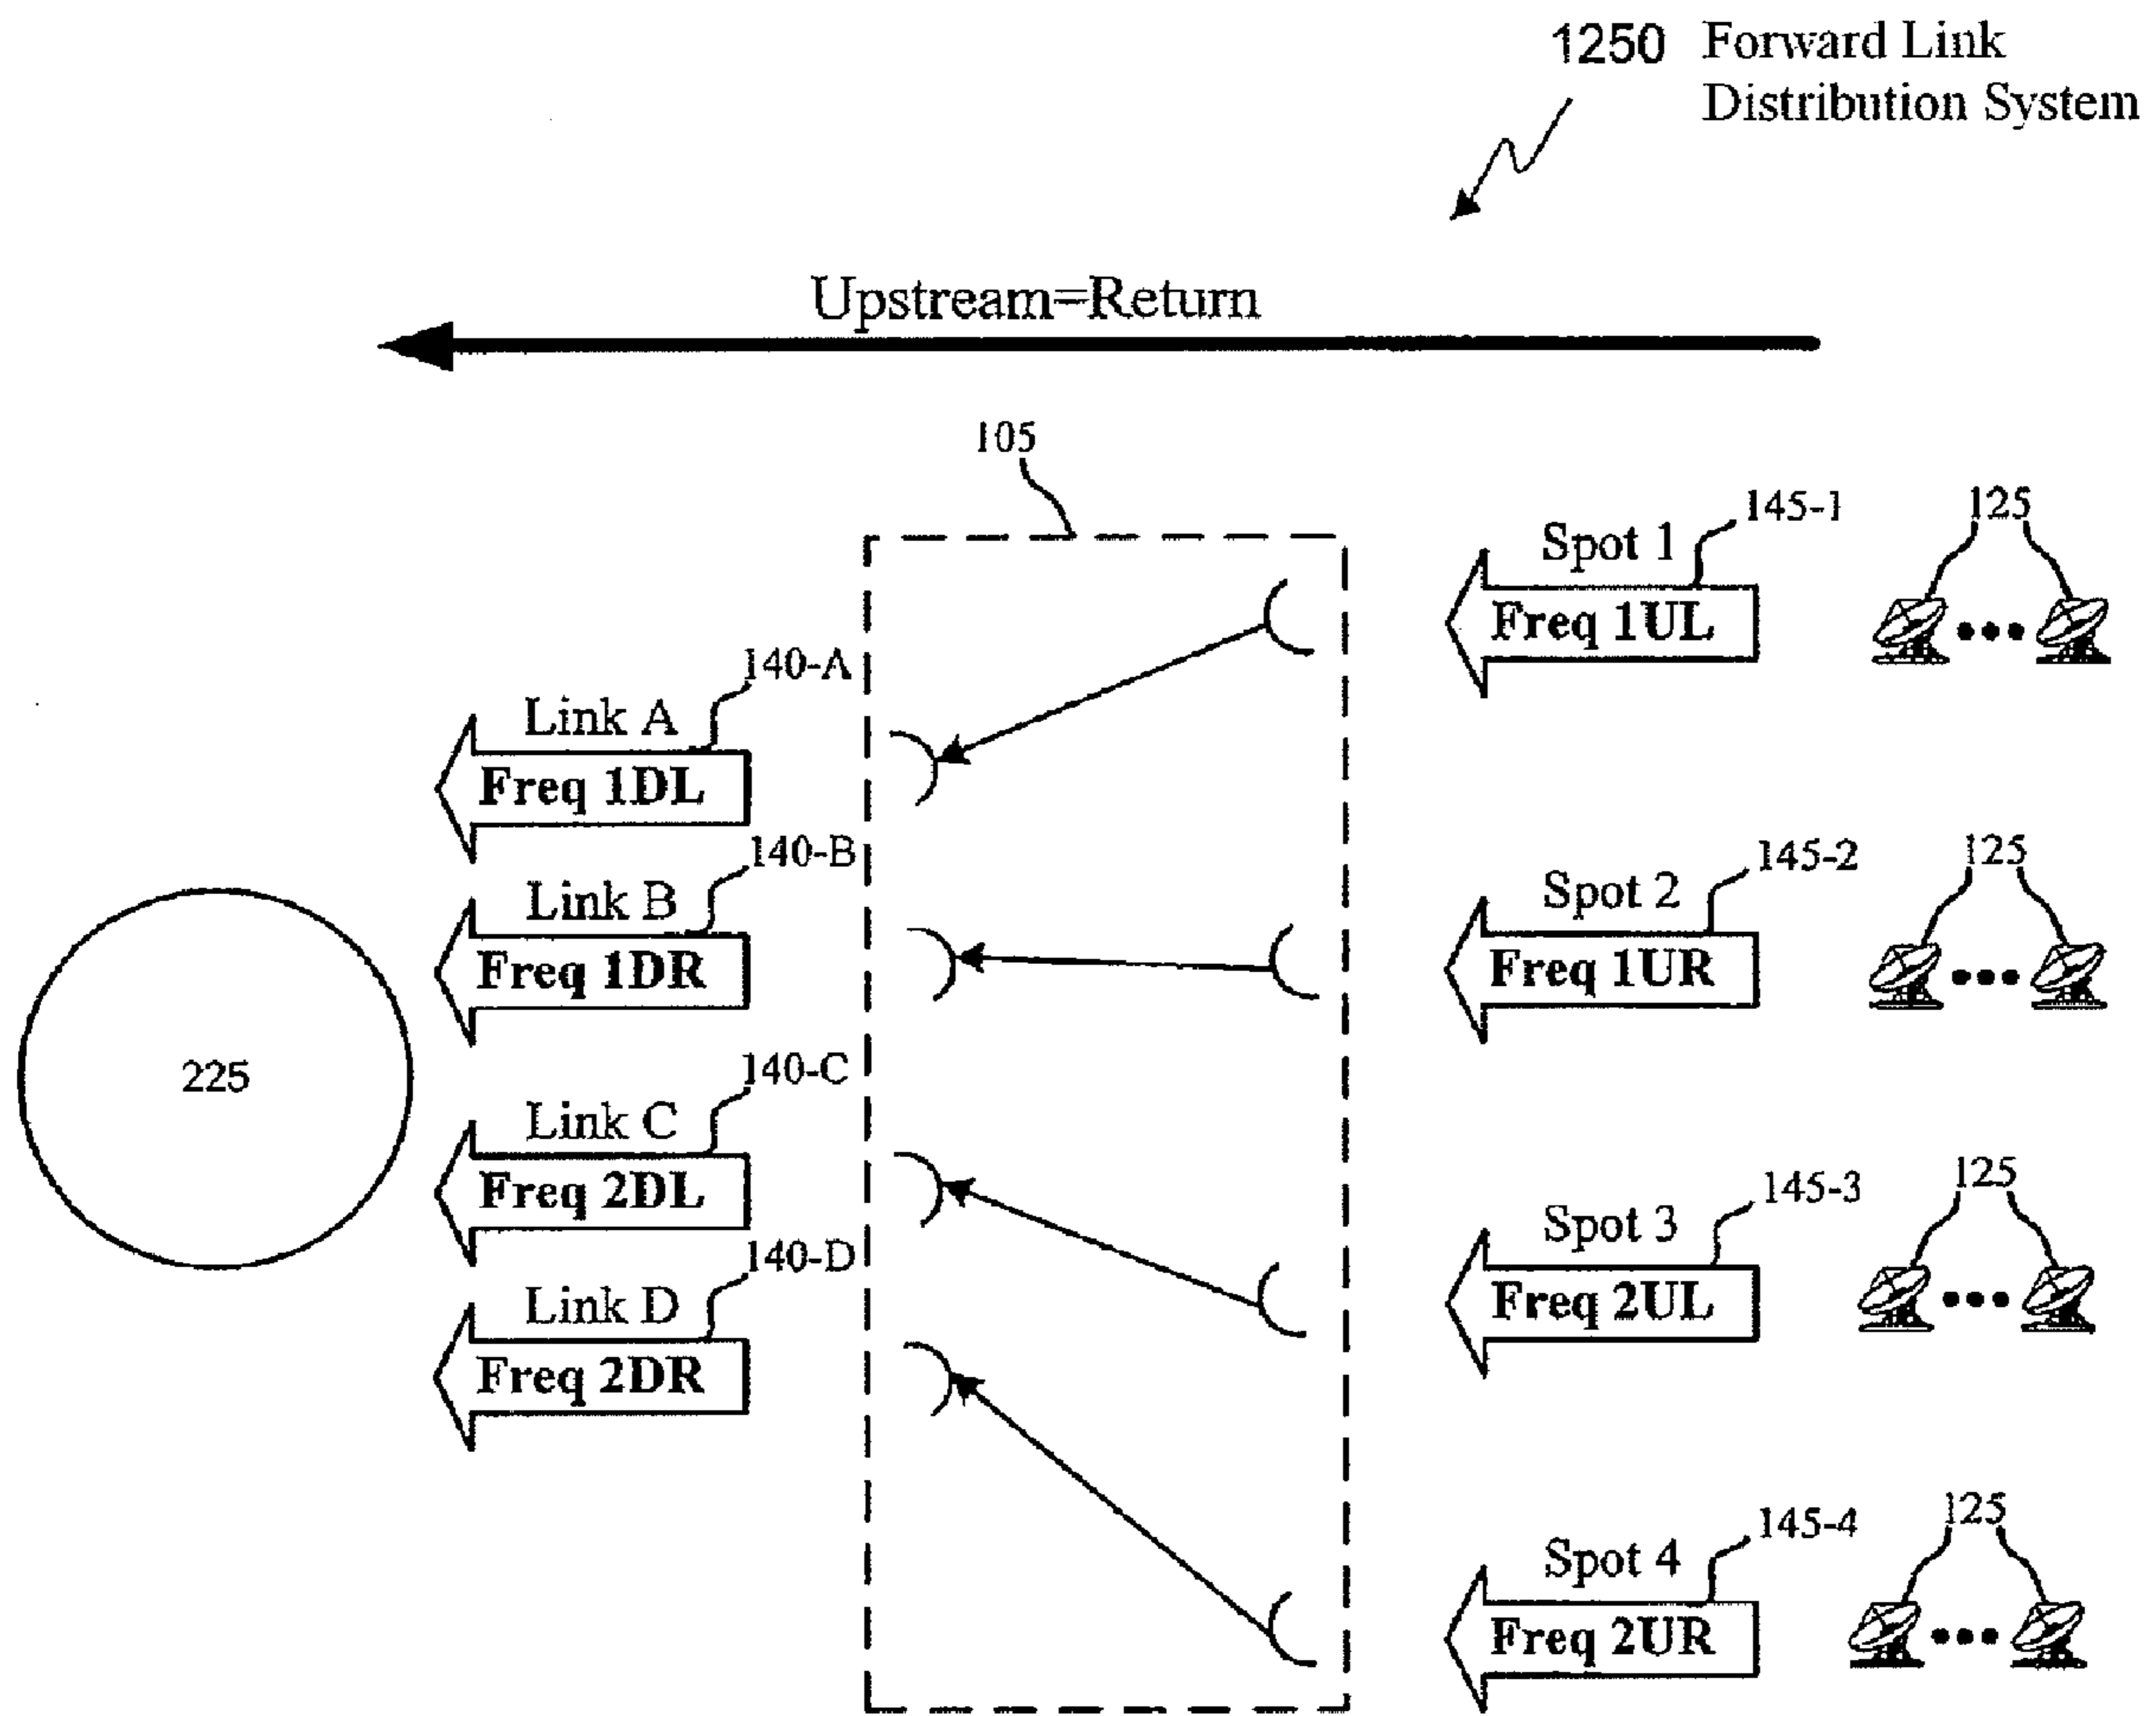 1250 Forward Link
Distribution System
Upstream=Return
105
145-1
125
Spot 1
Freq 1UL
140-A
Link A
Freq 1DL
140-B
145-2
125
Link B
Spot 2
Freq 1DR
Freq 1UR
225
140-C
Link C
145-3
125
Freq 2DL
Spot 3
140-D
Link D
Freq 2UL
Freq 2DR
145-4
125
Spot 4
Freq 2UR